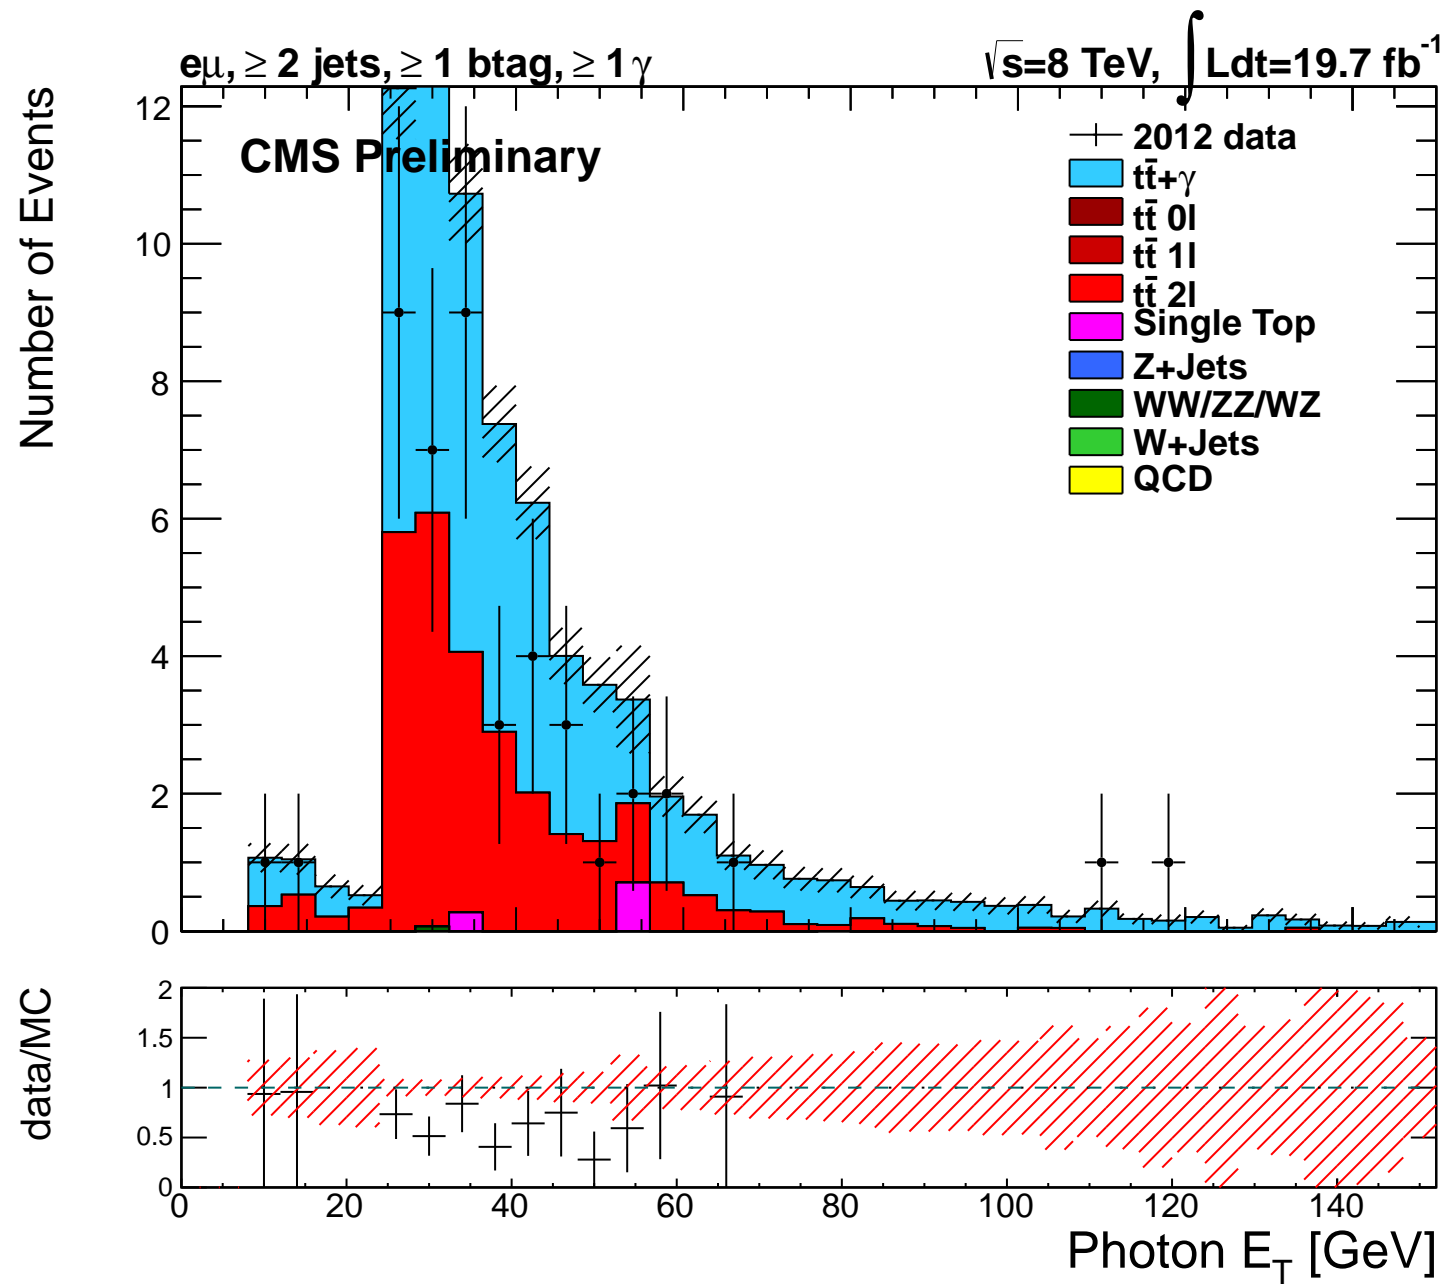 eμ, ≥ 2 jets, ≥ 1 btag, ≥ 1 γ
√s=8 TeV, ∫Ldt=19.7 fb⁻¹
CMS Preliminary
2012 data
tt̄+γ
tt̄ 0l
tt̄ 1l
tt̄ 2l
Single Top
Z+Jets
WW/ZZ/WZ
W+Jets
QCD
Number of Events
12
10
8
6
4
2
0
data/MC
2
1.5
1
0.5
0
0 20 40 60 80 100 120 140
Photon E_T [GeV]